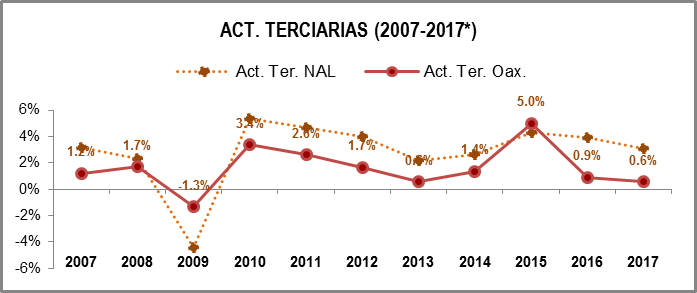 ACT. TERCIARIAS (2007-2017*)
Act. Ter. NAL Act. Ter. Oax.
6%
4%
2%
0%
-2%
-4%
-6%
1.2% 1.7% -1.3% 3.4% 2.6% 1.7% 0.6% 1.4% 5.0% 0.9% 0.6%
2007 2008 2009 2010 2011 2012 2013 2014 2015 2016 2017